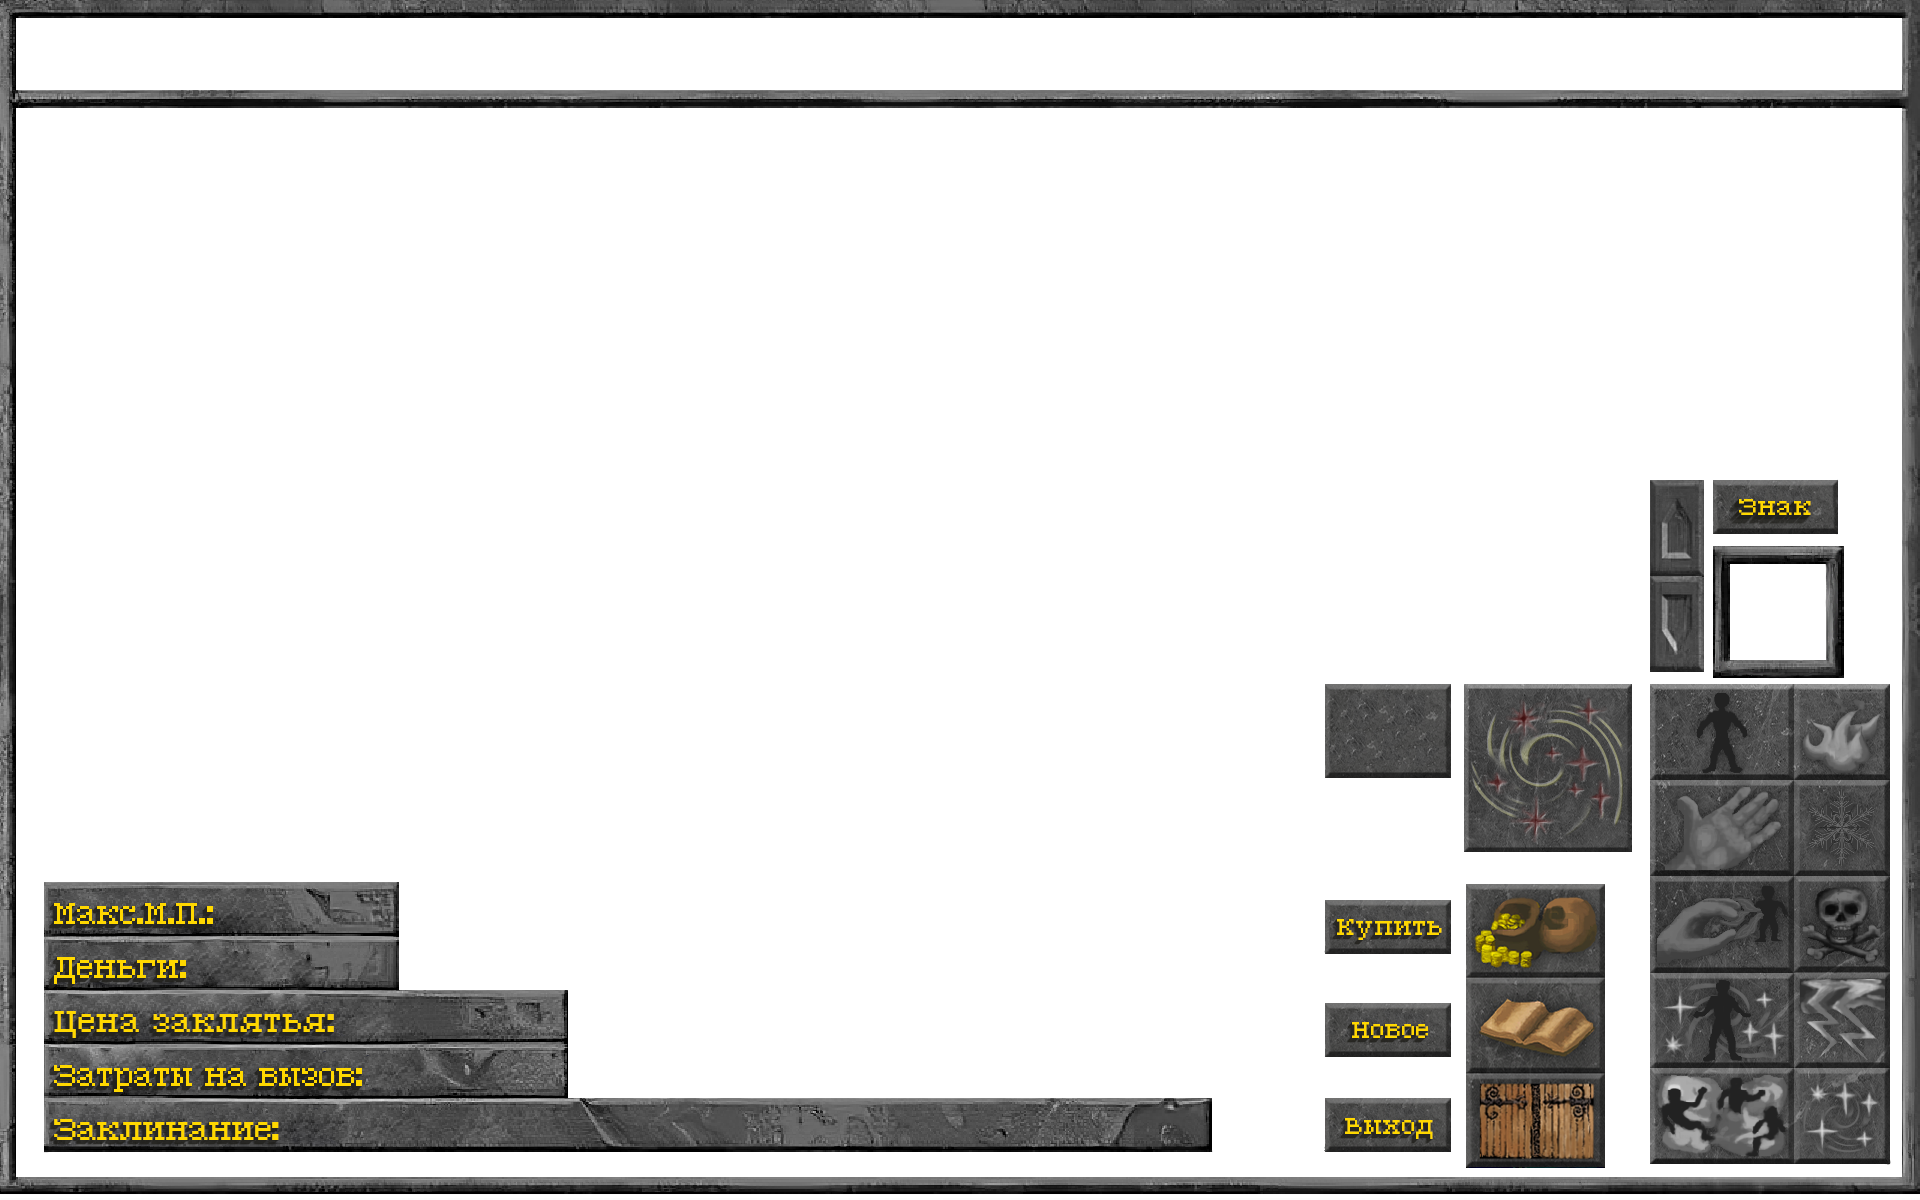 Знак
Макс.М.П.:
Деньги:
Цена заклятья:
Затраты на вызов:
Заклинание:
Купить
Новое
Выход